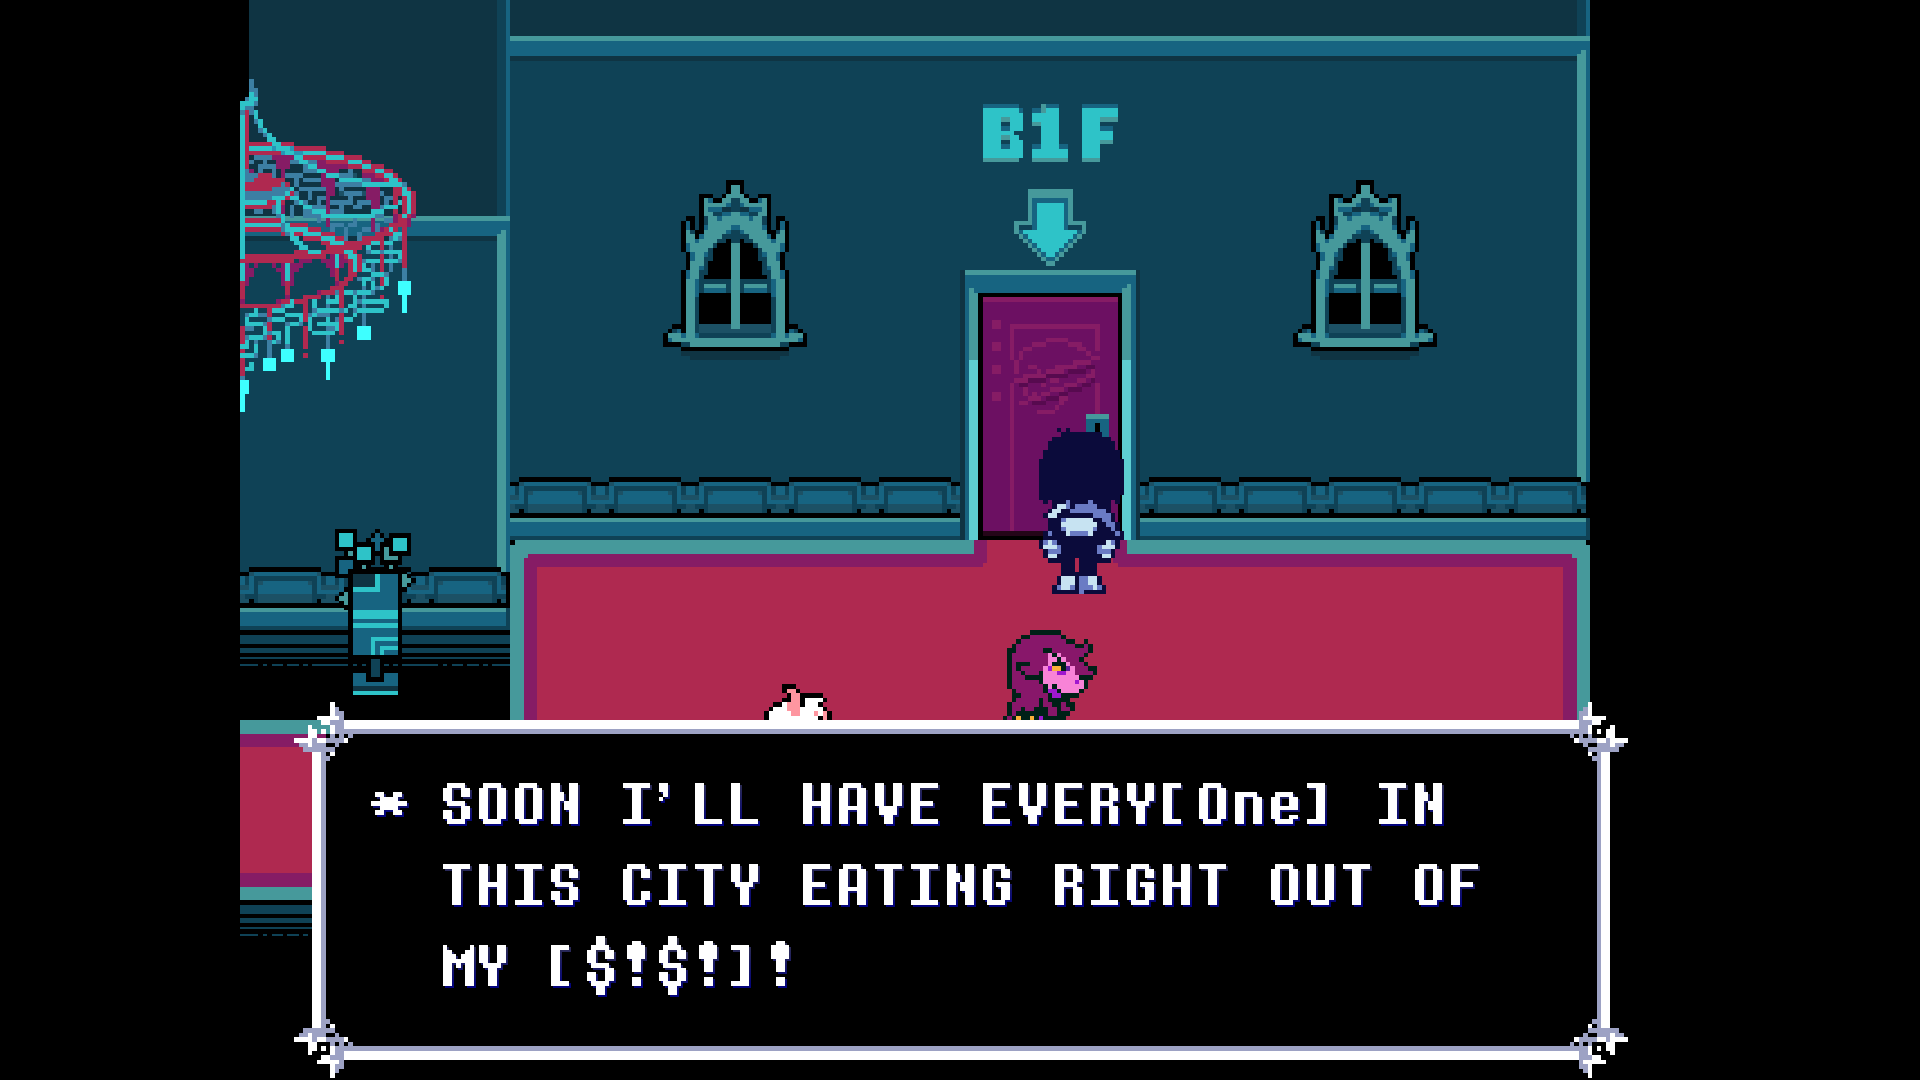 B1F
* SOON I'LL HAVE EVERY[One] IN
THIS CITY EATING RIGHT OUT OF
MY [$!$!]!